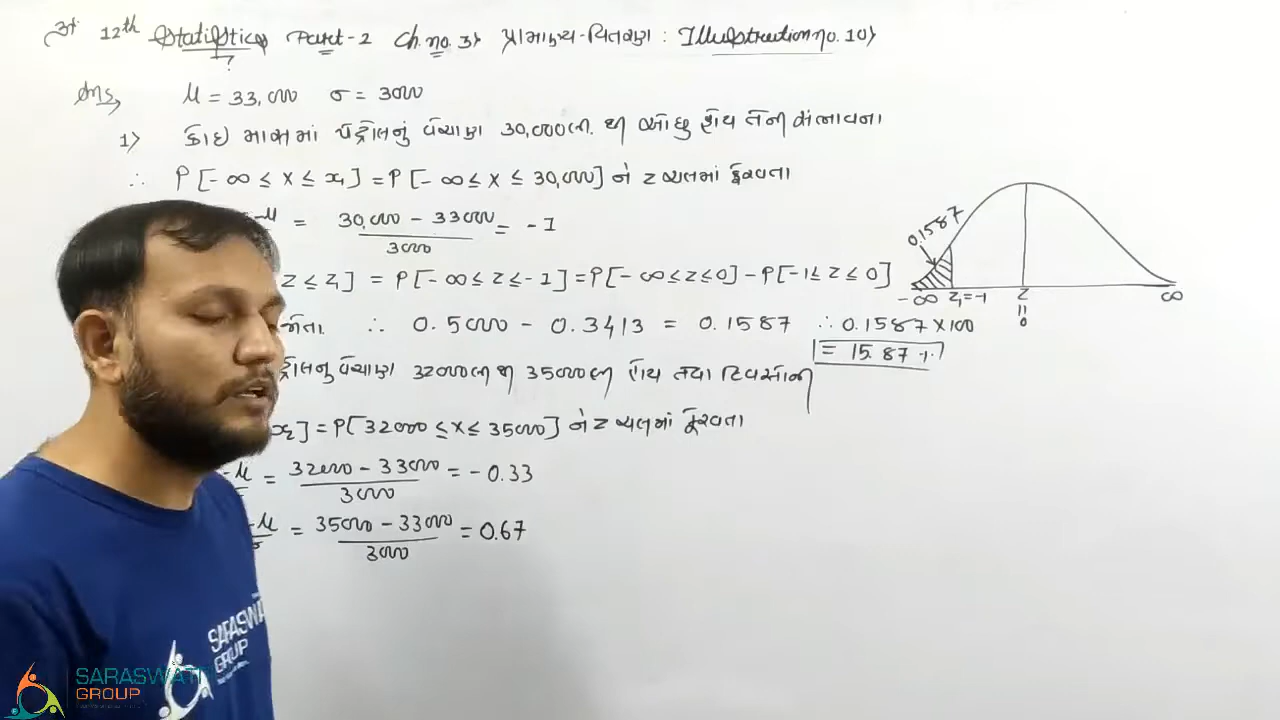 12th Statistics Part-2 Ch. no. 3) પ્રામાણ્ય-વિતરણ : Illustration no. 10)
Ans, μ = 33,000 σ = 3000
1) કોઈ માસમાં પેટ્રોલનું વેચાણ 30,000લી. થી ઓછુ હોય તેની સંભાવના
∴ P[-∞ ≤ x ≤ x₁] = P[-∞ ≤ x ≤ 30,000] ને Z ચલમાં ફેરવતા
μ = 30,000 - 33000 / 3000 = -1
Z ≤ Z₁] = P[-∞ ≤ Z ≤ -1] = P[-∞ ≤ Z ≤ 0] - P[-1 ≤ Z ≤ 0]
∴ 0.5000 - 0.3413 = 0.1587 ∴ 0.1587 × 100
= 15.87 %
વેચાણ 32000લી થી 35000લી હોય તેવા દિવસોની
x₂] = P[32000 ≤ x ≤ 35000] ને Z ચલમાં ફેરવતા
-μ = 32000 - 33000 / 3000 = -0.33
-μ / σ = 35000 - 33000 / 3000 = 0.67
0.1587
-∞ Z₁=-1 Z=0 ∞
SARASWATI GROUP
SARASWATI
GROUP